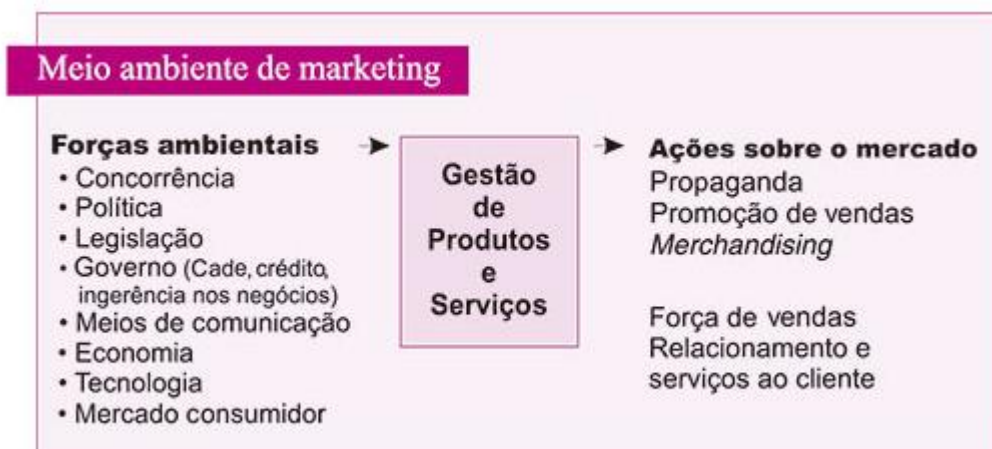 Meio ambiente de marketing
Forças ambientais
• Concorrência
• Política
• Legislação
• Governo (Cade, crédito,
ingerência nos negócios)
• Meios de comunicação
• Economia
• Tecnologia
• Mercado consumidor
Gestão
de
Produtos
e
Serviços
Ações sobre o mercado
Propaganda
Promoção de vendas
Merchandising
Força de vendas
Relacionamento e
serviços ao cliente